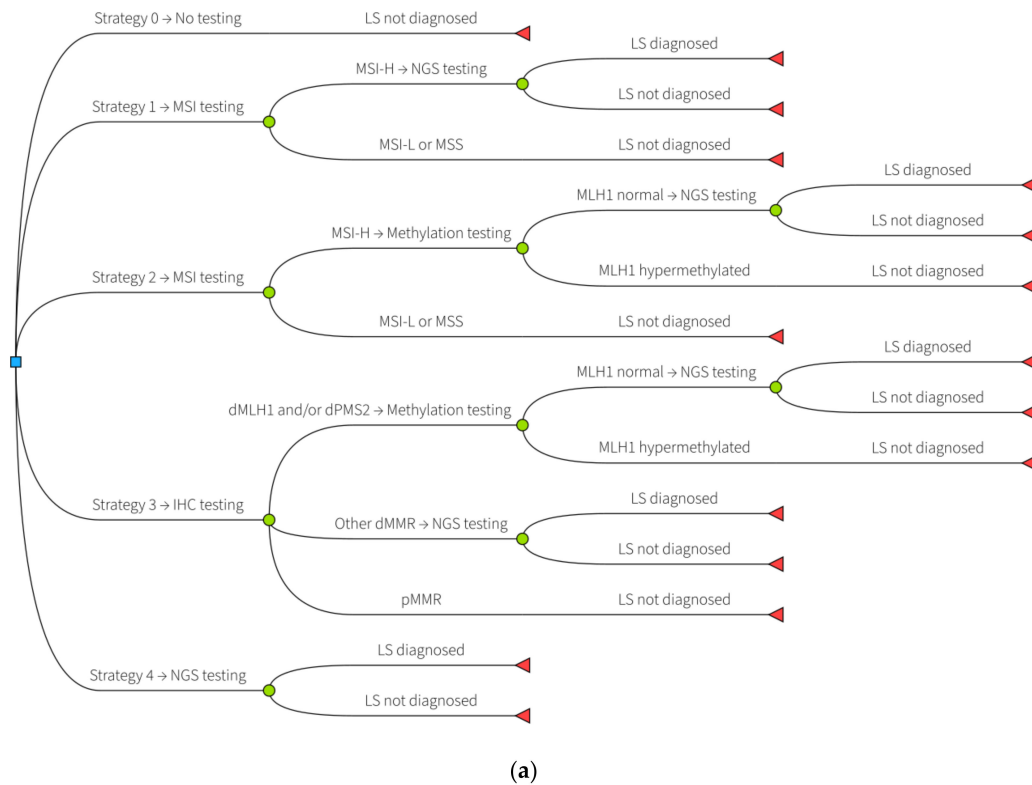 Strategy 0 → No testing
LS not diagnosed
LS diagnosed
MSI-H → NGS testing
LS not diagnosed
Strategy 1 → MSI testing
MSI-L or MSS
LS not diagnosed
LS diagnosed
MLH1 normal → NGS testing
LS not diagnosed
MSI-H → Methylation testing
MLH1 hypermethylated
LS not diagnosed
Strategy 2 → MSI testing
MSI-L or MSS
LS not diagnosed
LS diagnosed
MLH1 normal → NGS testing
LS not diagnosed
dMLH1 and/or dPMS2 → Methylation testing
MLH1 hypermethylated
LS not diagnosed
Strategy 3 → IHC testing
LS diagnosed
Other dMMR → NGS testing
LS not diagnosed
pMMR
LS not diagnosed
LS diagnosed
Strategy 4 → NGS testing
LS not diagnosed
(a)